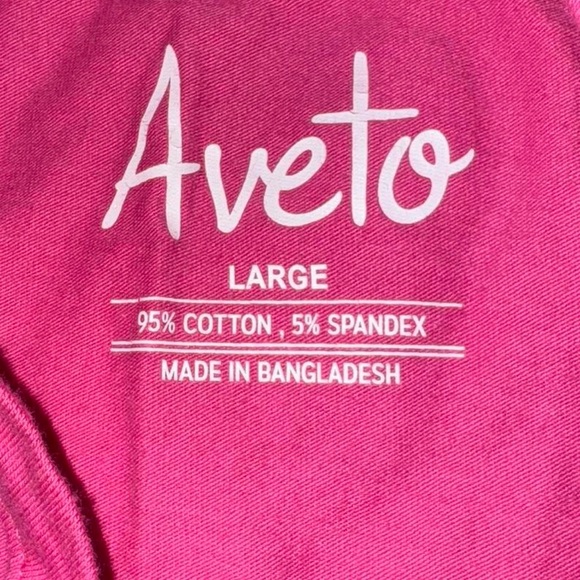 Aveto
LARGE
95% COTTON , 5% SPANDEX
MADE IN BANGLADESH